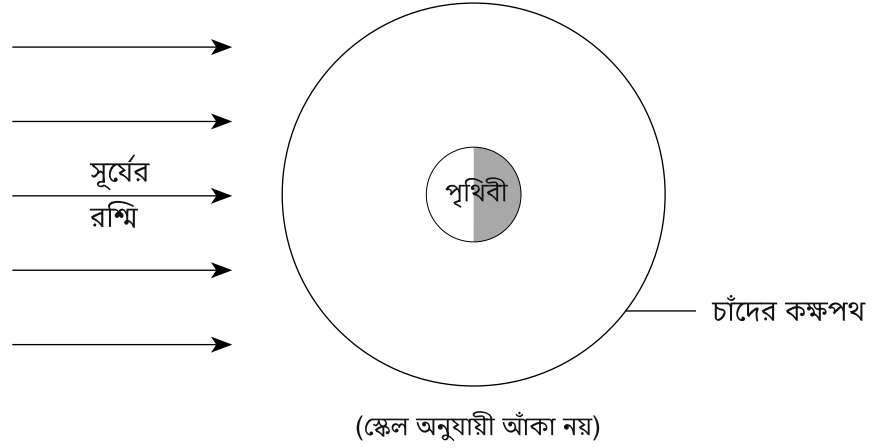 সূর্যের
রশ্মি
পৃথিবী
চাঁদের কক্ষপথ
(স্কেল অনুযায়ী আঁকা নয়)